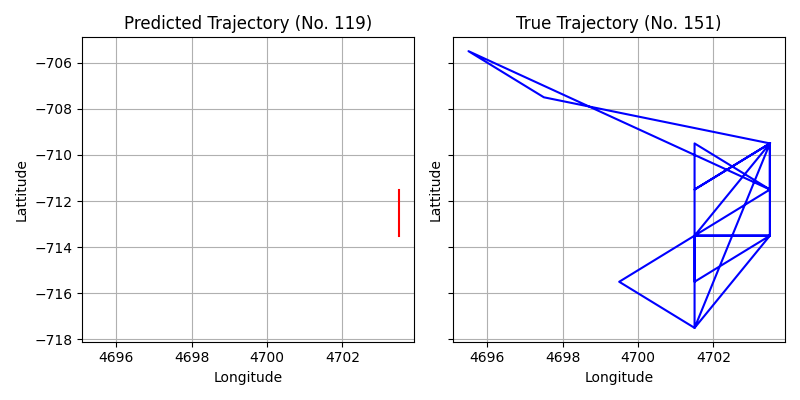 Predicted Trajectory (No. 119)
Lattitude
−706
−708
−710
−712
−714
−716
−718
4696 4698 4700 4702
Longitude
True Trajectory (No. 151)
Lattitude
4696 4698 4700 4702
Longitude